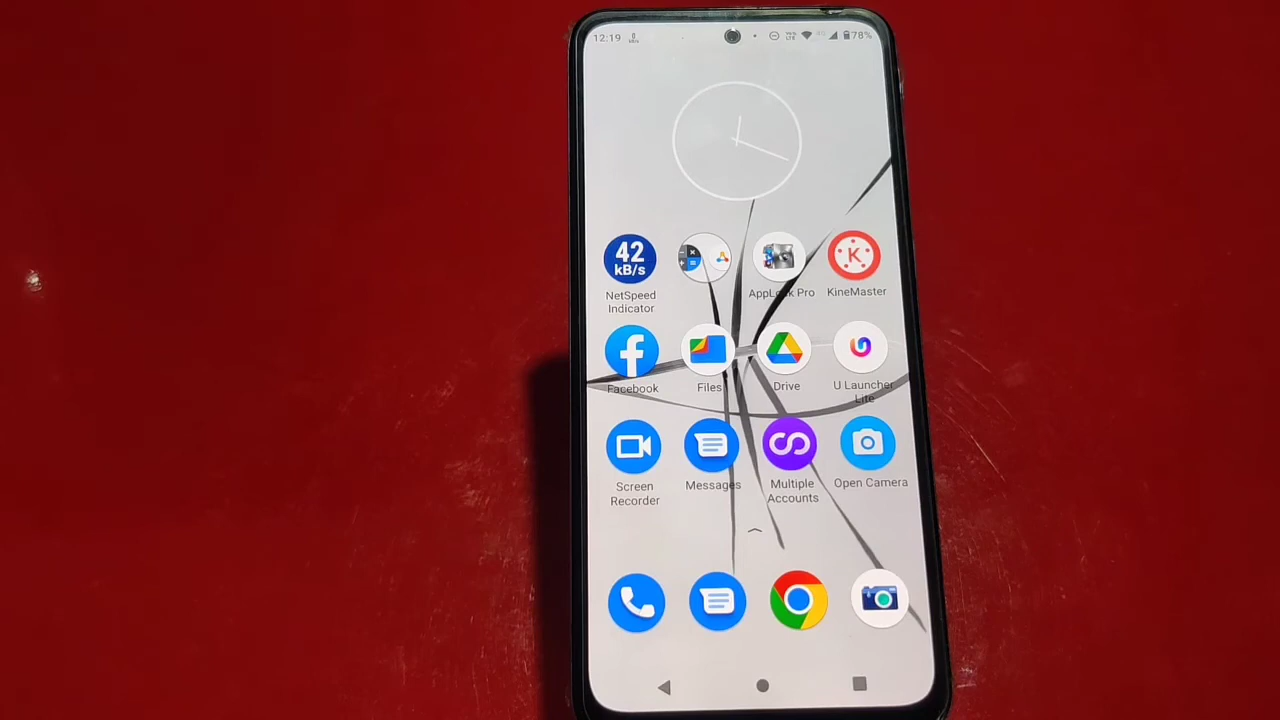 12:19
4G 78%
42
kB/s
NetSpeed
Indicator
AppLock Pro
K
KineMaster
Facebook
Files
Drive
U Launcher
Lite
Screen
Recorder
Messages
Multiple
Accounts
Open Camera